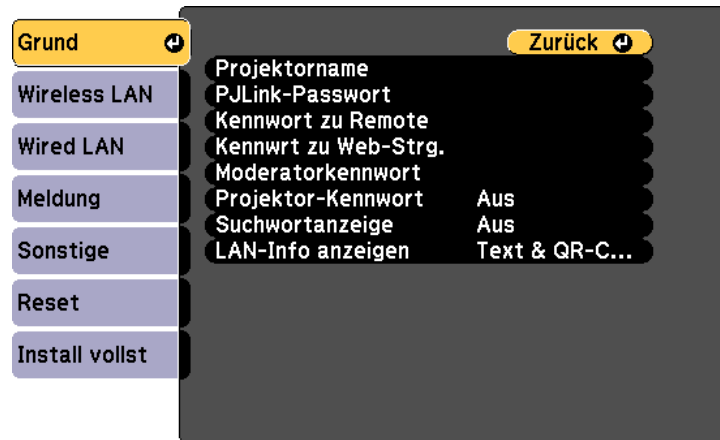 Grund
Zurück
Projektorname
PJLink-Passwort
Kennwort zu Remote
Kennwrt zu Web-Strg.
Moderatorkennwort
Projektor-Kennwort Aus
Suchwortanzeige Aus
LAN-Info anzeigen Text & QR-C...
Wireless LAN
Wired LAN
Meldung
Sonstige
Reset
Install vollst